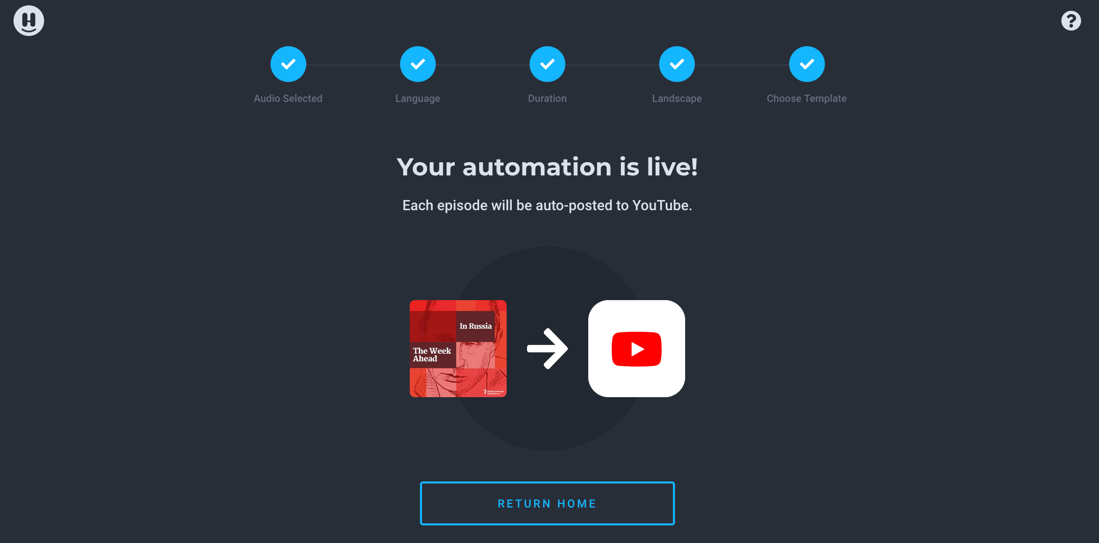 Audio Selected
Language
Duration
Landscape
Choose Template
Your automation is live!
Each episode will be auto-posted to YouTube.
In Russia
The Week
Ahead
RETURN HOME